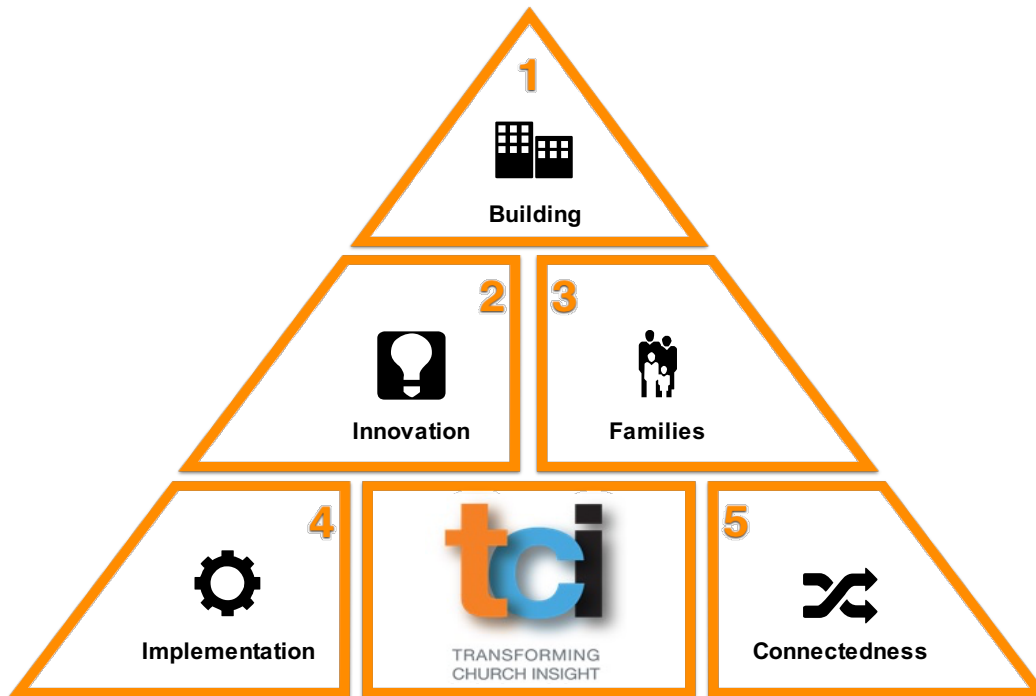 1
Building
2
3
Innovation
Families
4
tci
5
Implementation
TRANSFORMING
CHURCH INSIGHT
Connectedness